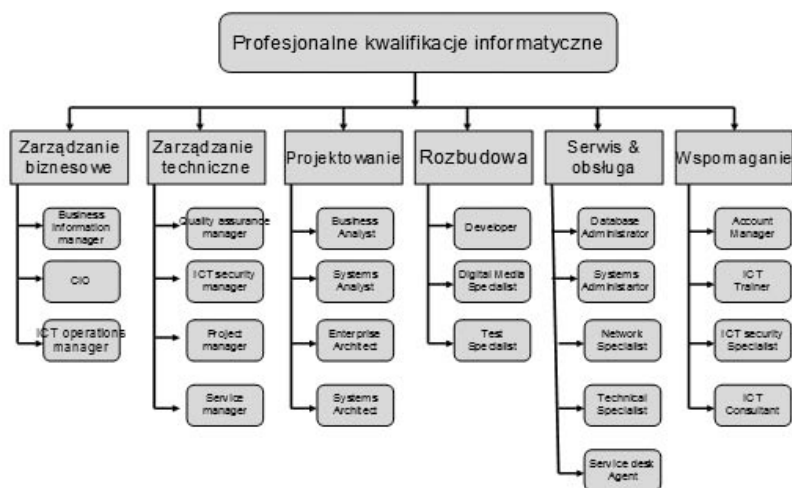 Profesjonalne kwalifikacje informatyczne
Zarządzanie
biznesowe
Business
Information
manager
CIO
ICT operations
manager
Zarządzanie
techniczne
Quality assurance
manager
ICT security
manager
Project
manager
Service
manager
Projektowanie
Business
Analyst
Systems
Analyst
Enterprise
Architect
Systems
Architect
Rozbudowa
Developer
Digital Media
Specialist
Test
Specialist
Serwis &
obsługa
Database
Administrator
Systems
Administartor
Network
Specialist
Technical
Specialist
Service desk
Agent
Wspomaganie
Account
Manager
ICT
Trainer
ICT security
Specialist
ICT
Consultant